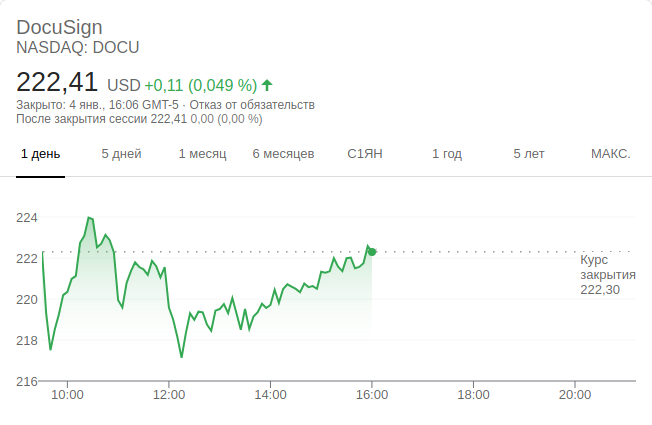 DocuSign
NASDAQ: DOCU
222,41 USD +0,11 (0,049 %)
Закрыто: 4 янв., 16:06 GMT-5 · Отказ от обязательств
После закрытия сессии 222,41 0,00 (0,00 %)
1 день 5 дней 1 месяц 6 месяцев С1ЯН 1 год 5 лет МАКС.
224
222
Курс
закрытия
222,30
220
218
216
10:00 12:00 14:00 16:00 18:00 20:00